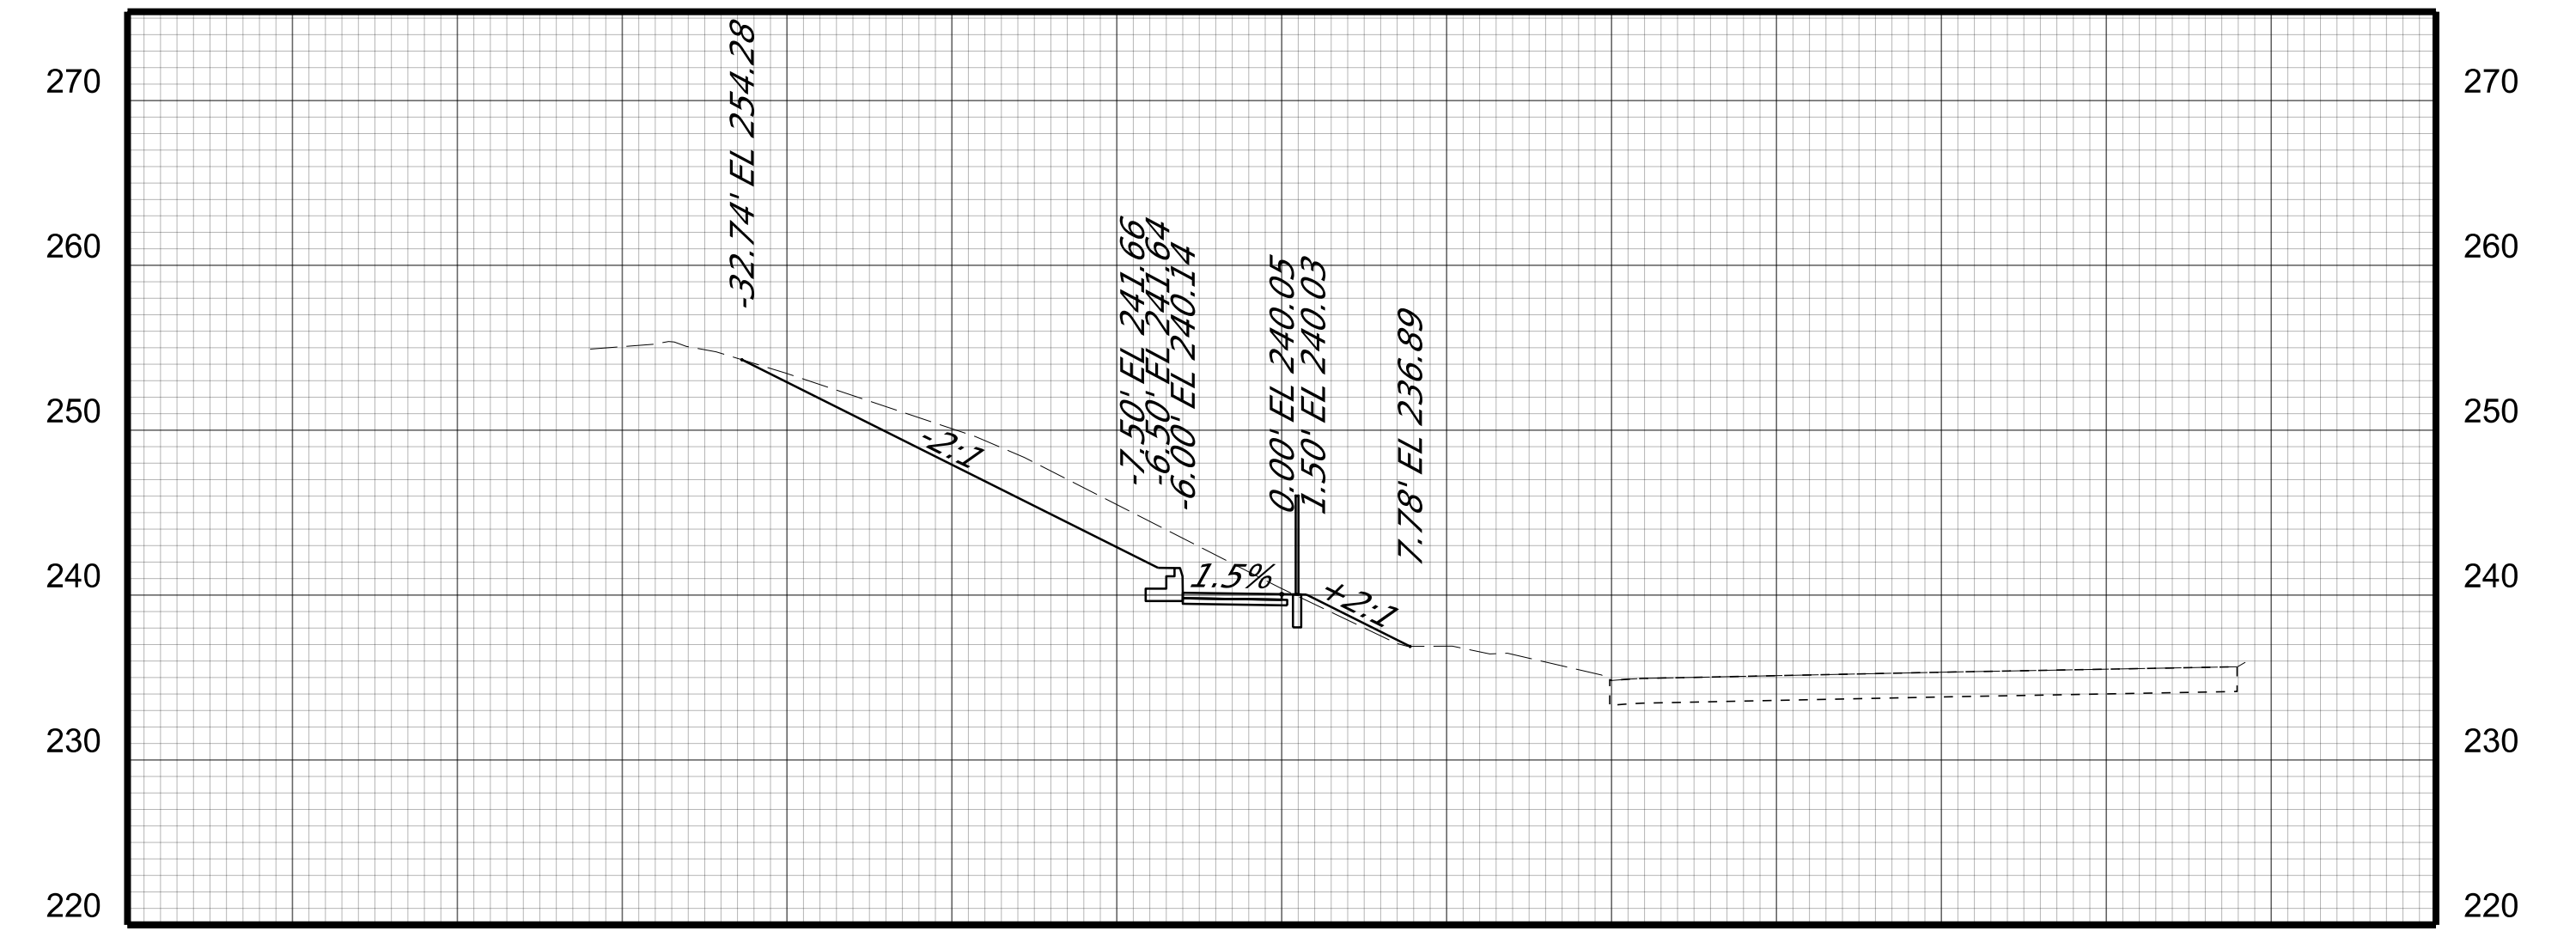 270
270
260
260
250
250
240
240
230
230
220
220
-32.74' EL 254.28
-7.50' EL 241.66
-6.50' EL 241.64
-6.00' EL 240.14
0.00' EL 240.05
1.50' EL 240.03
7.78' EL 236.89
-2:1
1.5%
+2:1